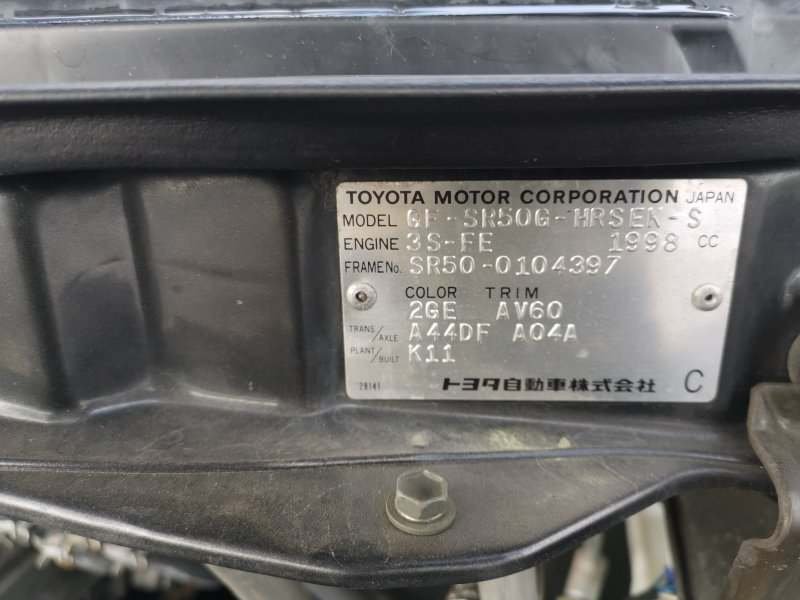 TOYOTA MOTOR CORPORATION JAPAN
MODEL GF-SR50G-HRSEK-S
ENGINE 3S-FE 1998 CC
FRAME No. SR50-0104397
COLOR TRIM
2GE AV60
TRANS/AXLE A44DF A04A
PLANT/BUILT K11
28141 トヨタ自動車株式会社 C